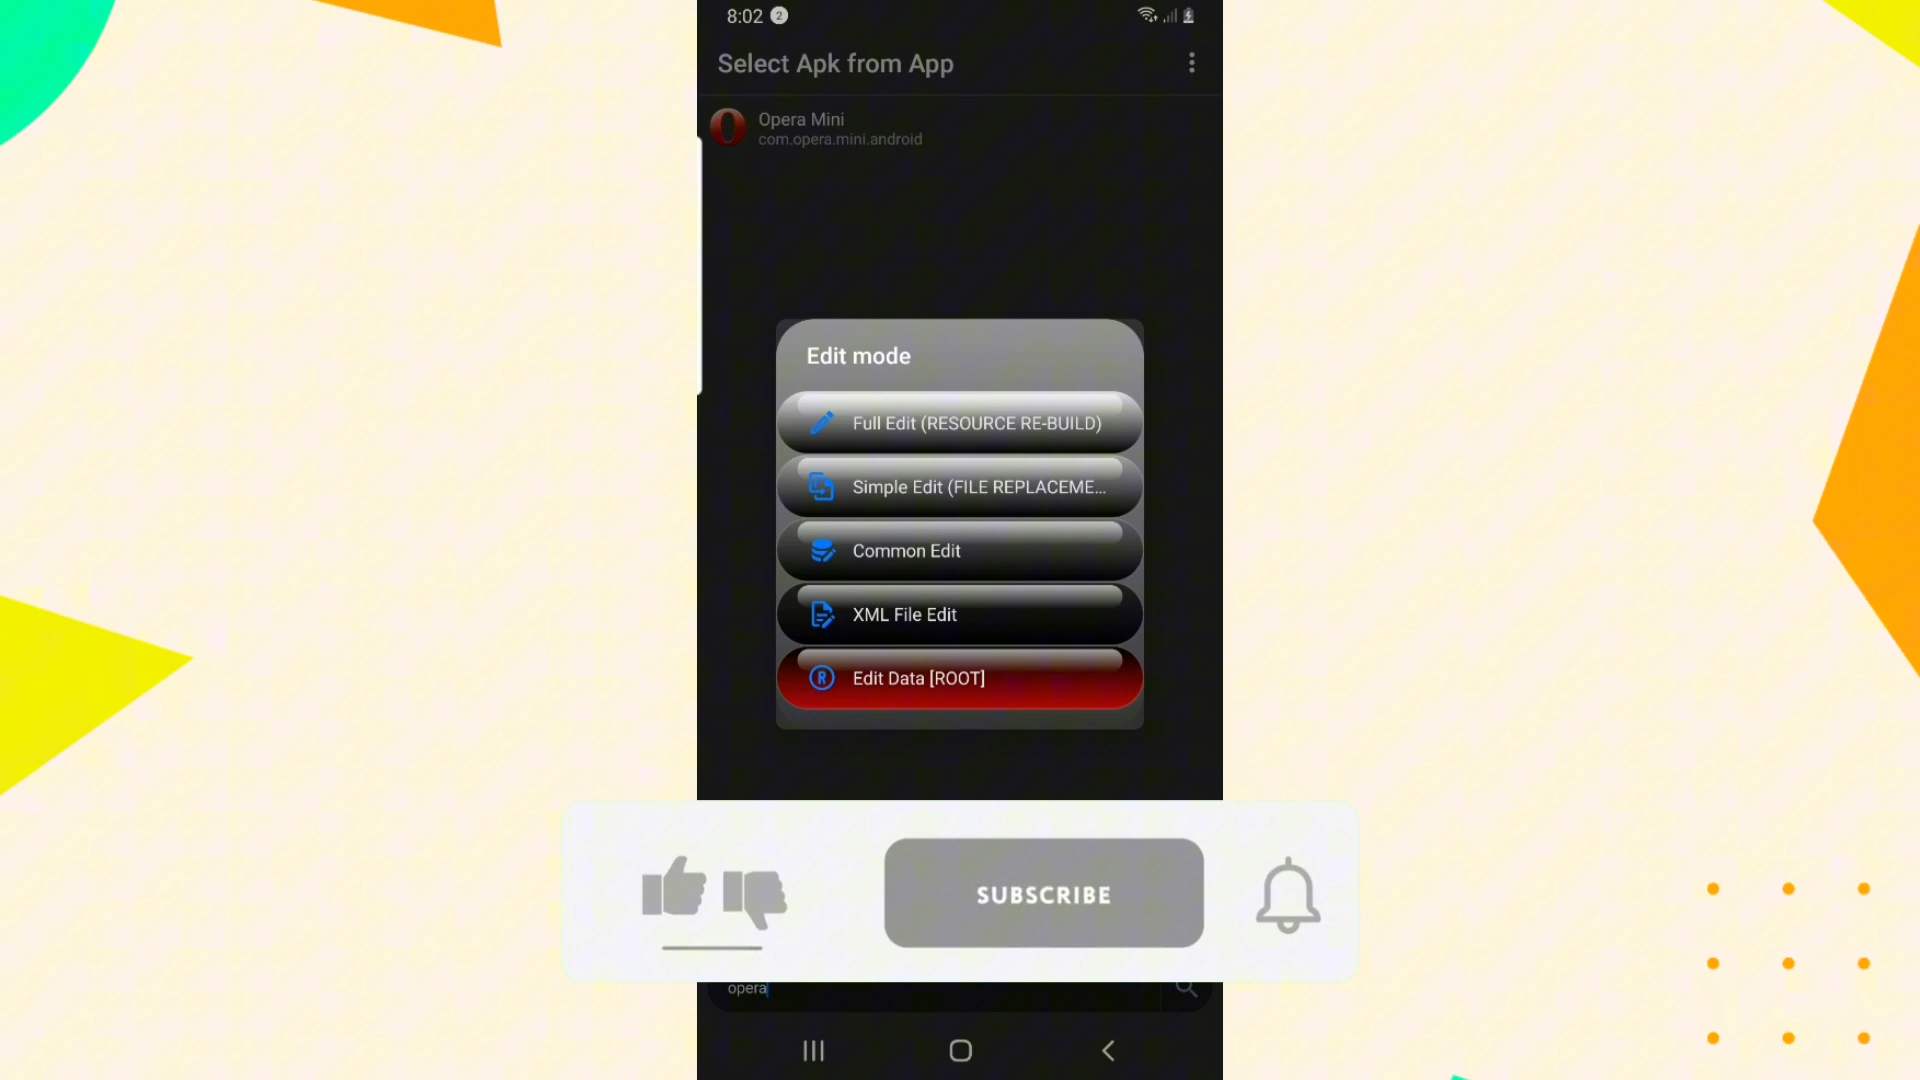 8:02 2
Select Apk from App
Opera Mini
com.opera.mini.android
Edit mode
Full Edit (RESOURCE RE-BUILD)
Simple Edit (FILE REPLACEME...
Common Edit
XML File Edit
R Edit Data [ROOT]
SUBSCRIBE
opera